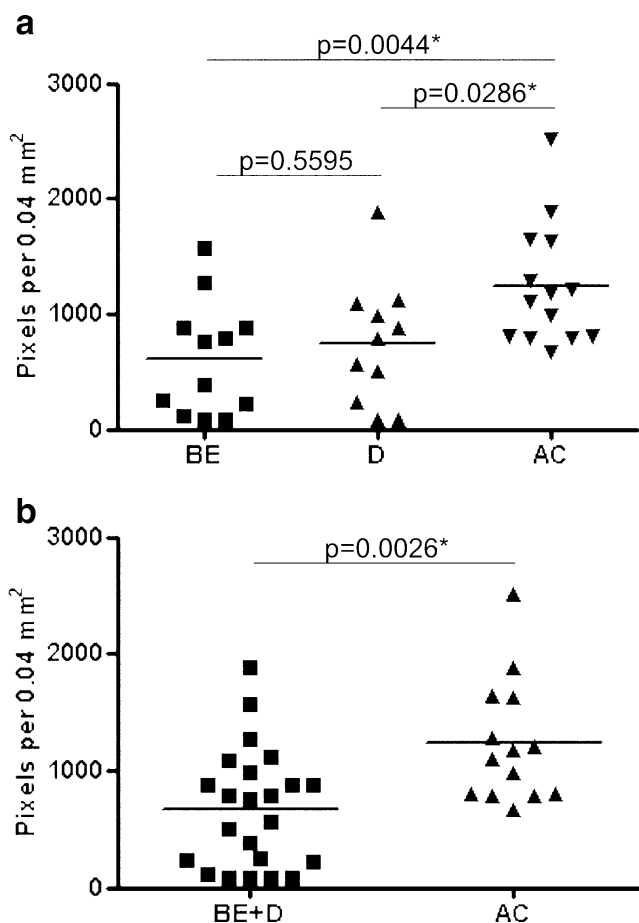 a
p=0.0044*
3000
p=0.0286*
p=0.5595
2000
1000
0
Pixels per 0.04 mm²
BE D AC
b
3000
p=0.0026*
2000
1000
0
Pixels per 0.04 mm²
BE+D AC